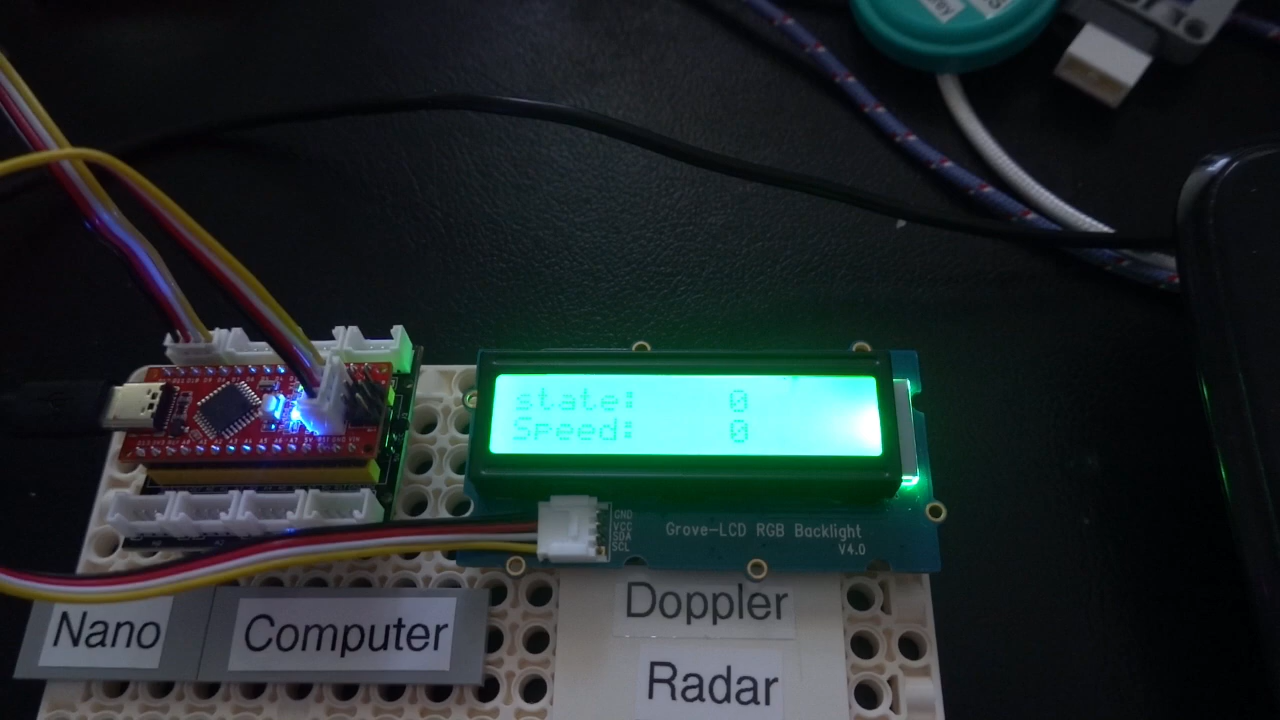 state: 0
Speed: 0
GND
VCC
SDA
SCL
Grove-LCD RGB Backlight
V4.0
Nano
Computer
Doppler
Radar